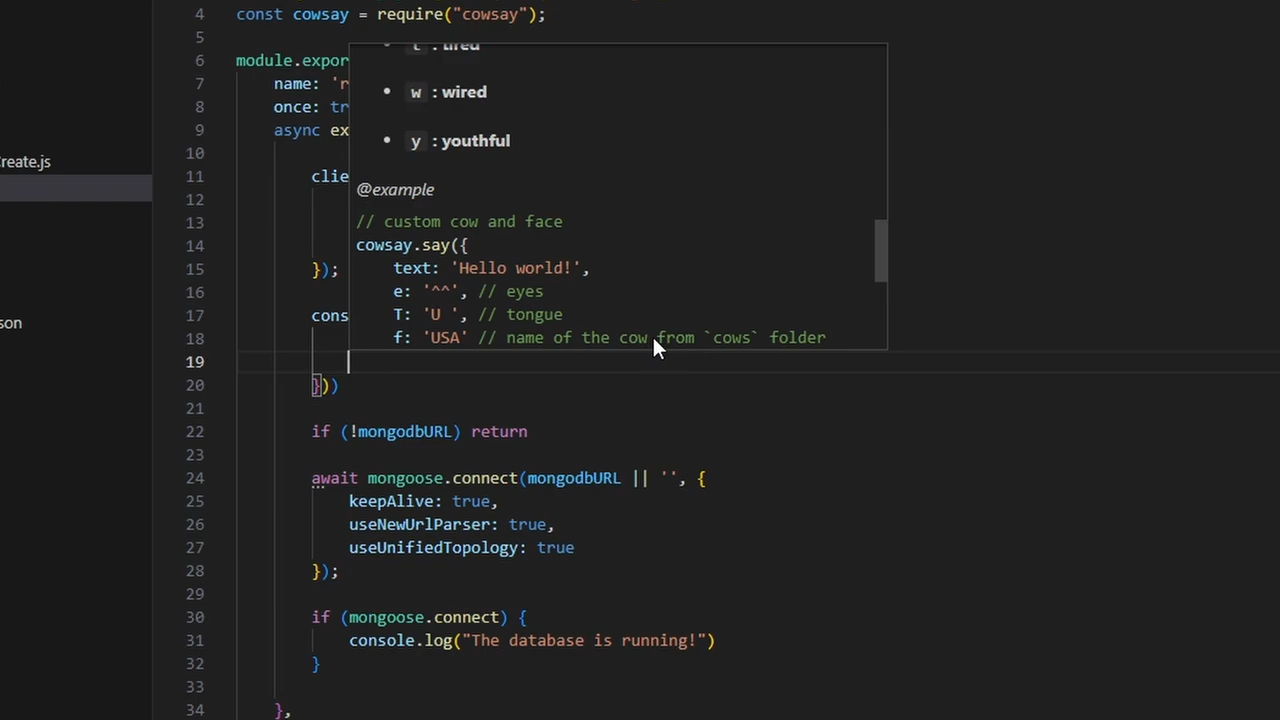 4 const cowsay = require("cowsay");
5
6 module.expor
7 name: 'r
8 once: tr
9 async ex
10
11 clie
12
13
14
15 });
16
17 cons
18
19
20 }))
21
22 if (!mongodbURL) return
23
24 await mongoose.connect(mongodbURL || '', {
25 keepAlive: true,
26 useNewUrlParser: true,
27 useUnifiedTopology: true
28 });
29
30 if (mongoose.connect) {
31 console.log("The database is running!")
32 }
33
34 },
reate.js
son
t : tired
• w : wired
• y : youthful
@example
// custom cow and face
cowsay.say({
text: 'Hello world!',
e: '^^', // eyes
T: 'U ', // tongue
f: 'USA' // name of the cow from `cows` folder